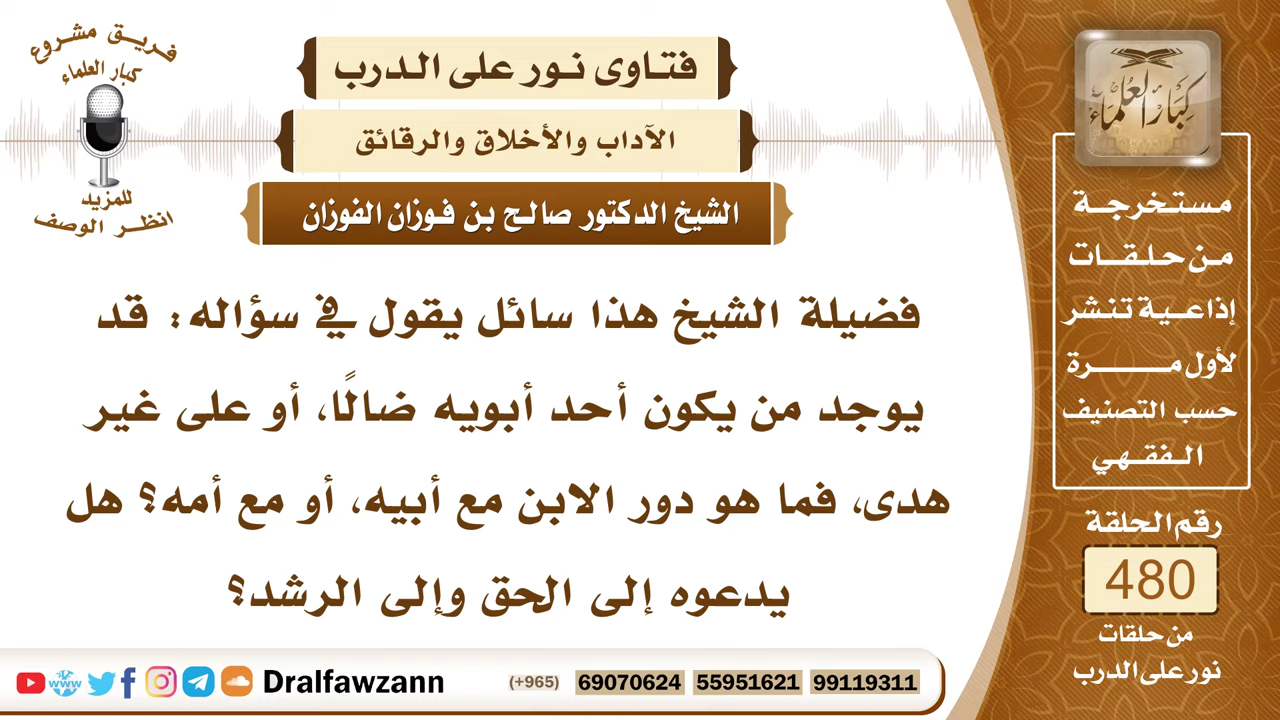 فريق مشروع
كبار العلماء
للمزيد
انظر الوصف
فتاوى نور على الدرب
الآداب والأخلاق والرقائق
الشيخ الدكتور صالح بن فوزان الفوزان
فضيلة الشيخ هذا سائل يقول في سؤاله: قد
يوجد من يكون أحد أبويه ضالًا، أو على غير
هدى، فما هو دور الابن مع أبيه، أو مع أمه؟ هل
يدعوه إلى الحق وإلى الرشد؟
كبار العلماء
مستخرجة
من حلقات
إذاعية تنشر
لأول مرة
حسب التصنيف
الفقهي
رقم الحلقة
480
من حلقات
نور على الدرب
www
Dralfawzann (+965) 69070624 55951621 99119311